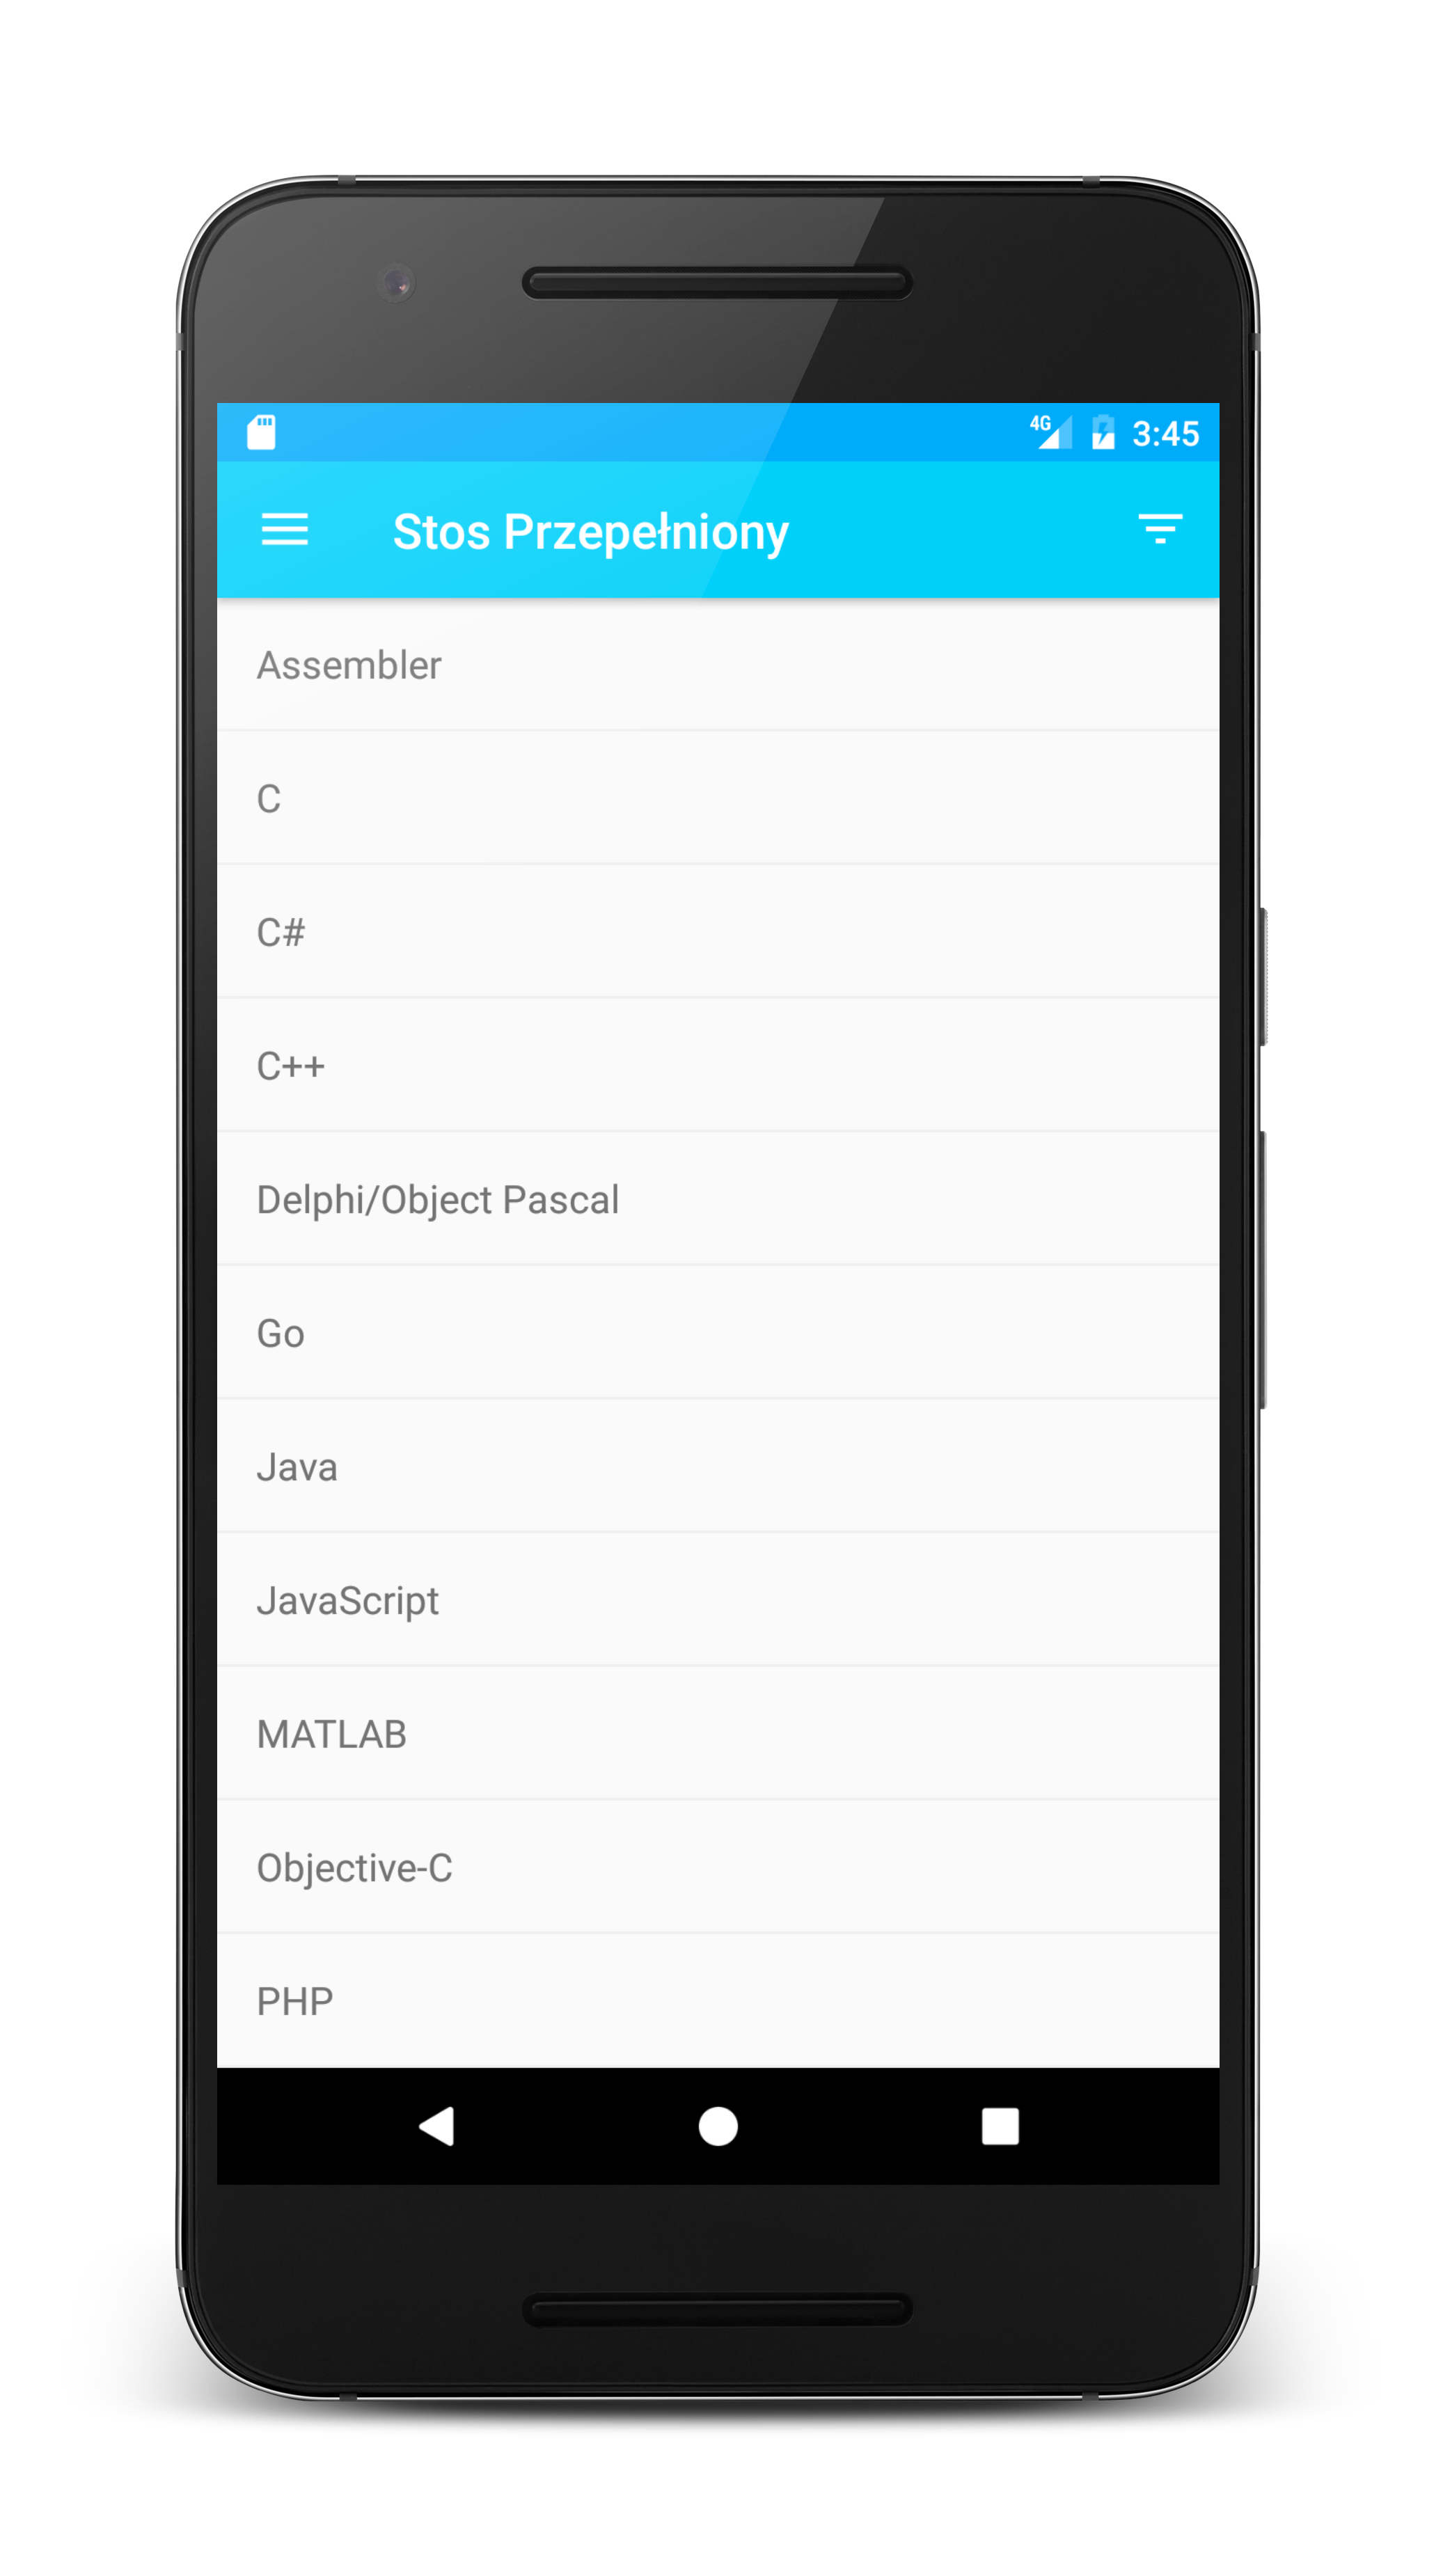 4G 3:45
Stos Przepełniony
Assembler
C
C#
C++
Delphi/Object Pascal
Go
Java
JavaScript
MATLAB
Objective-C
PHP